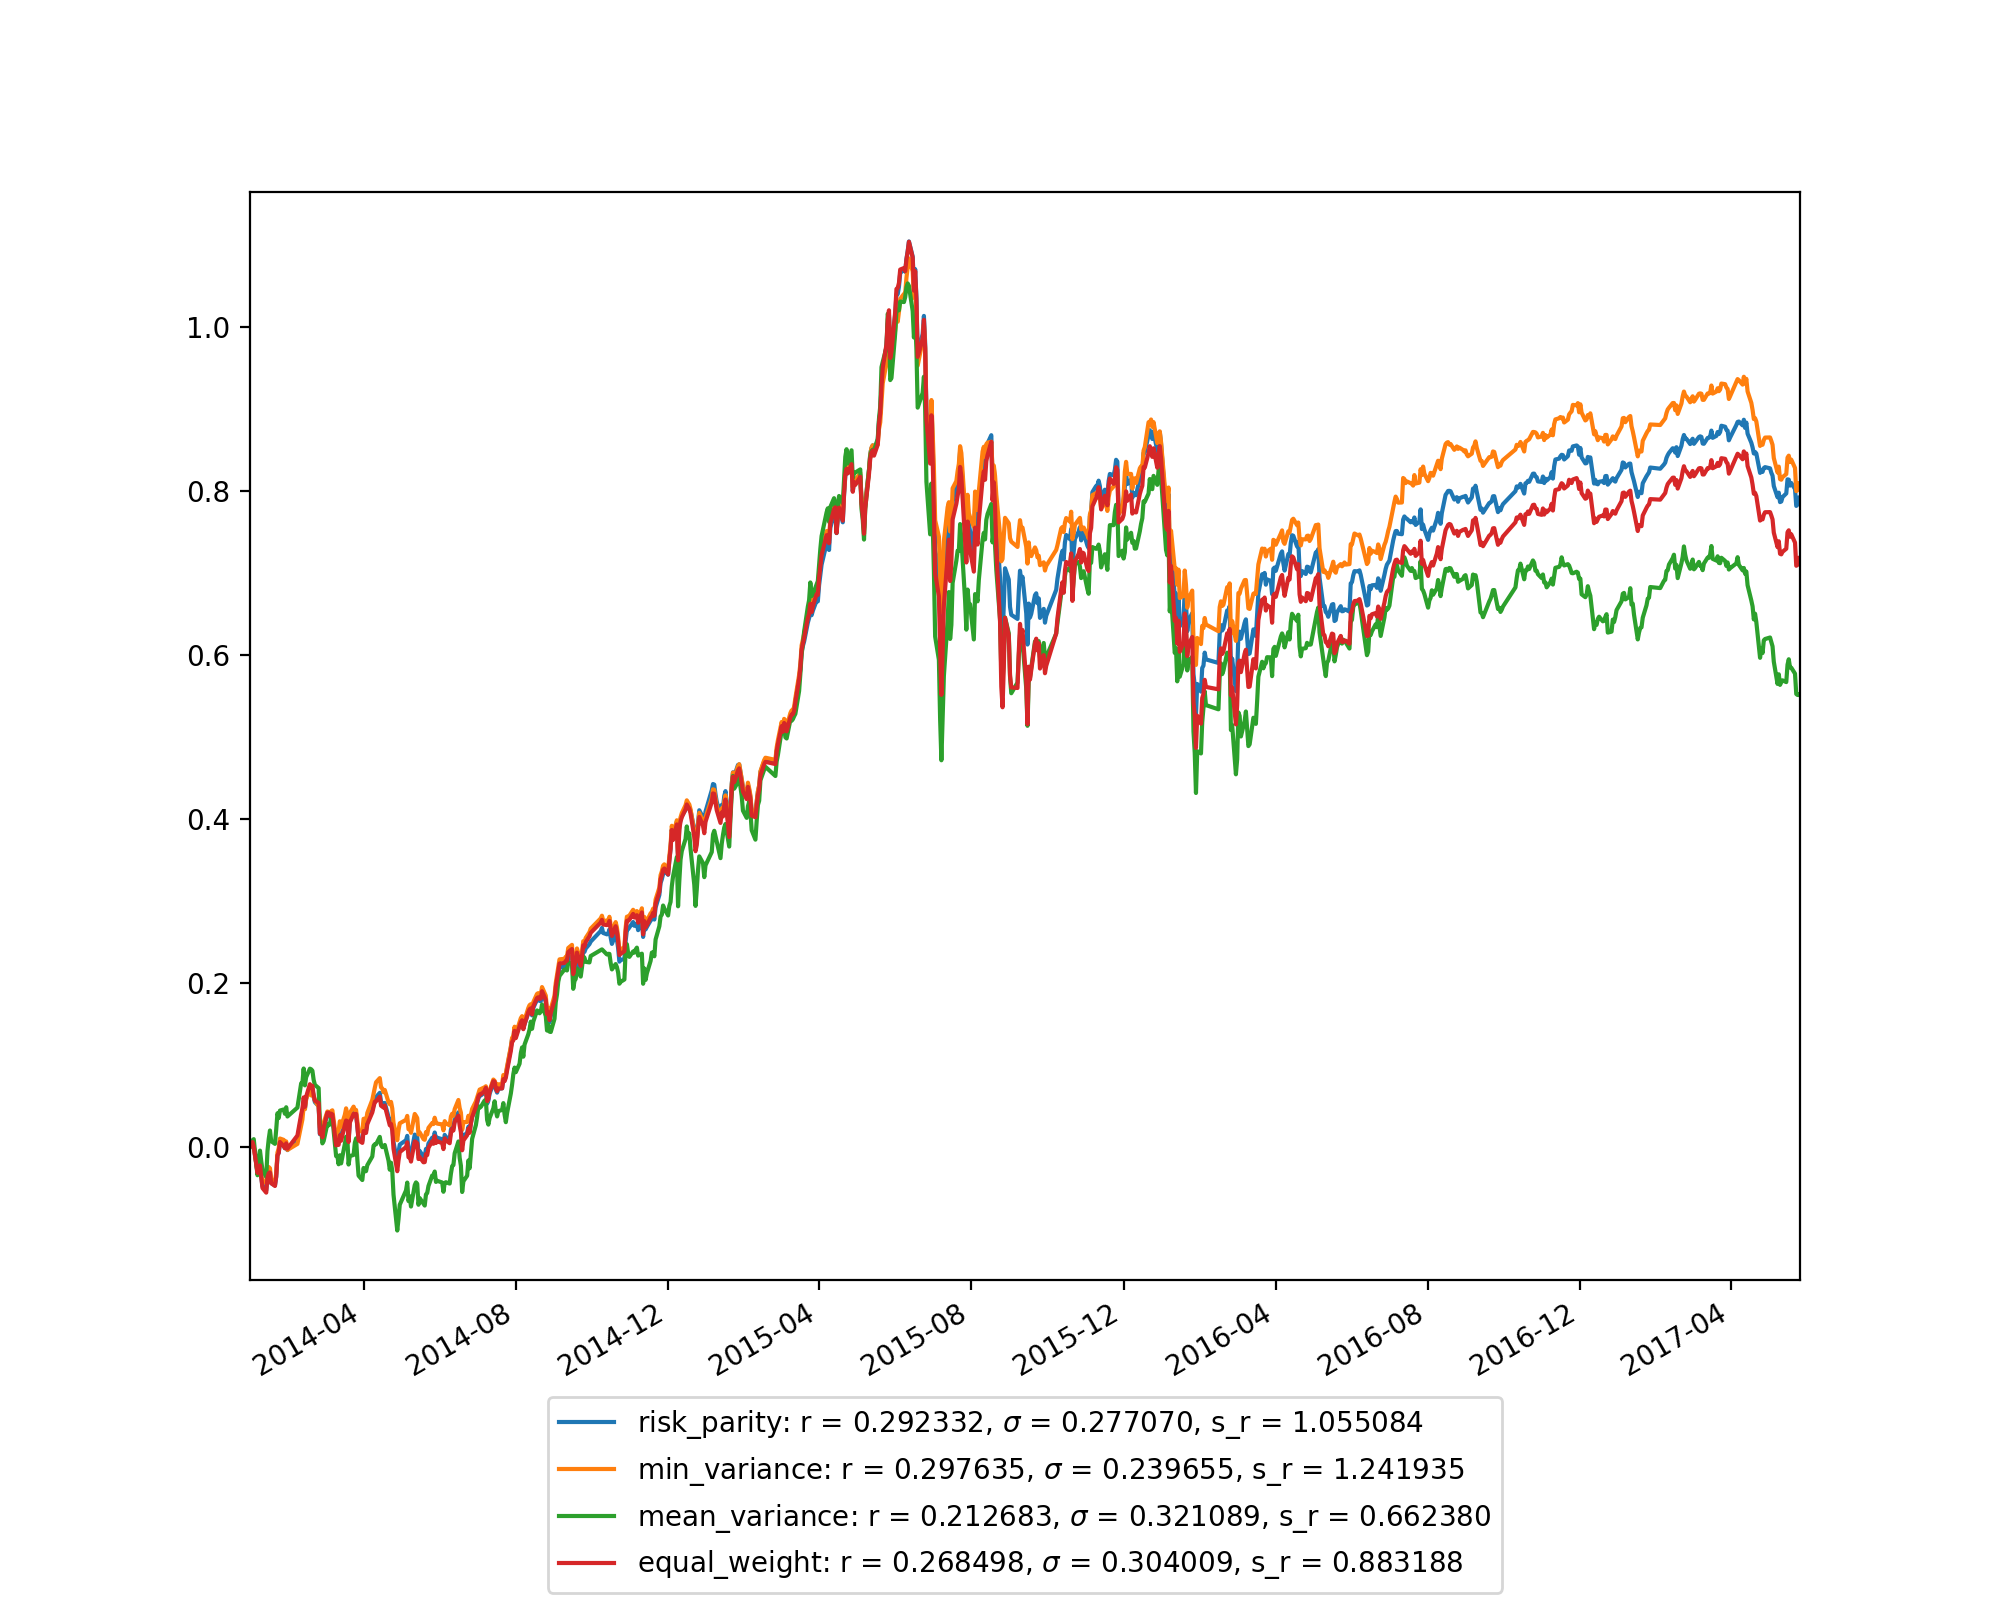 1.0
0.8
0.6
0.4
0.2
0.0
2014-04 2014-08 2014-12 2015-04 2015-08 2015-12 2016-04 2016-08 2016-12 2017-04
risk_parity: r = 0.292332, σ = 0.277070, s_r = 1.055084
min_variance: r = 0.297635, σ = 0.239655, s_r = 1.241935
mean_variance: r = 0.212683, σ = 0.321089, s_r = 0.662380
equal_weight: r = 0.268498, σ = 0.304009, s_r = 0.883188